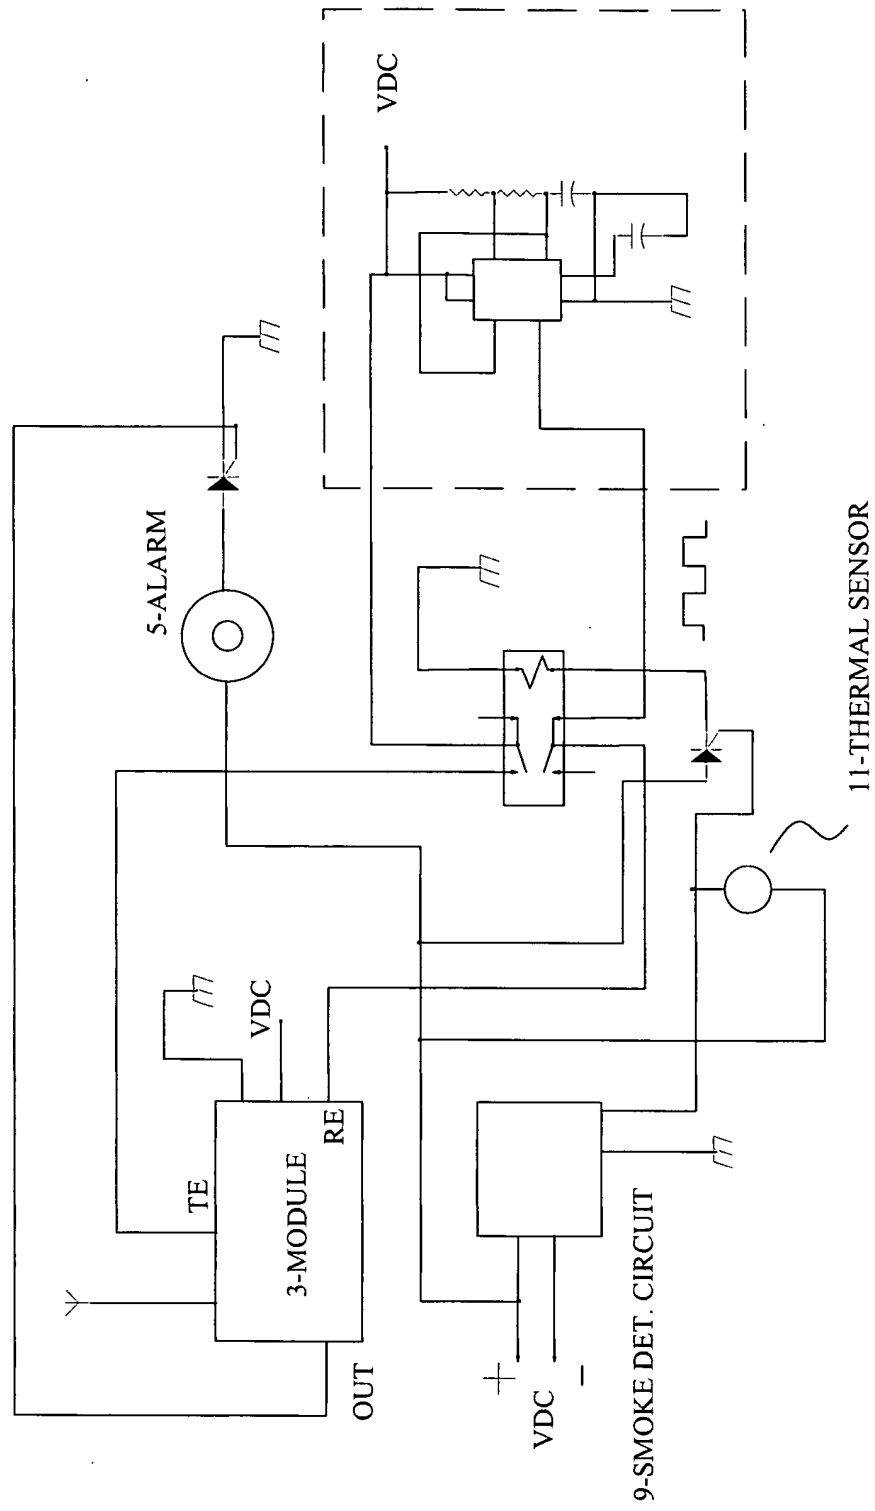 VDC
5-ALARM
11-THERMAL SENSOR
VDC
TE
3-MODULE
RE
OUT
+
VDC
-
9-SMOKE DET. CIRCUIT